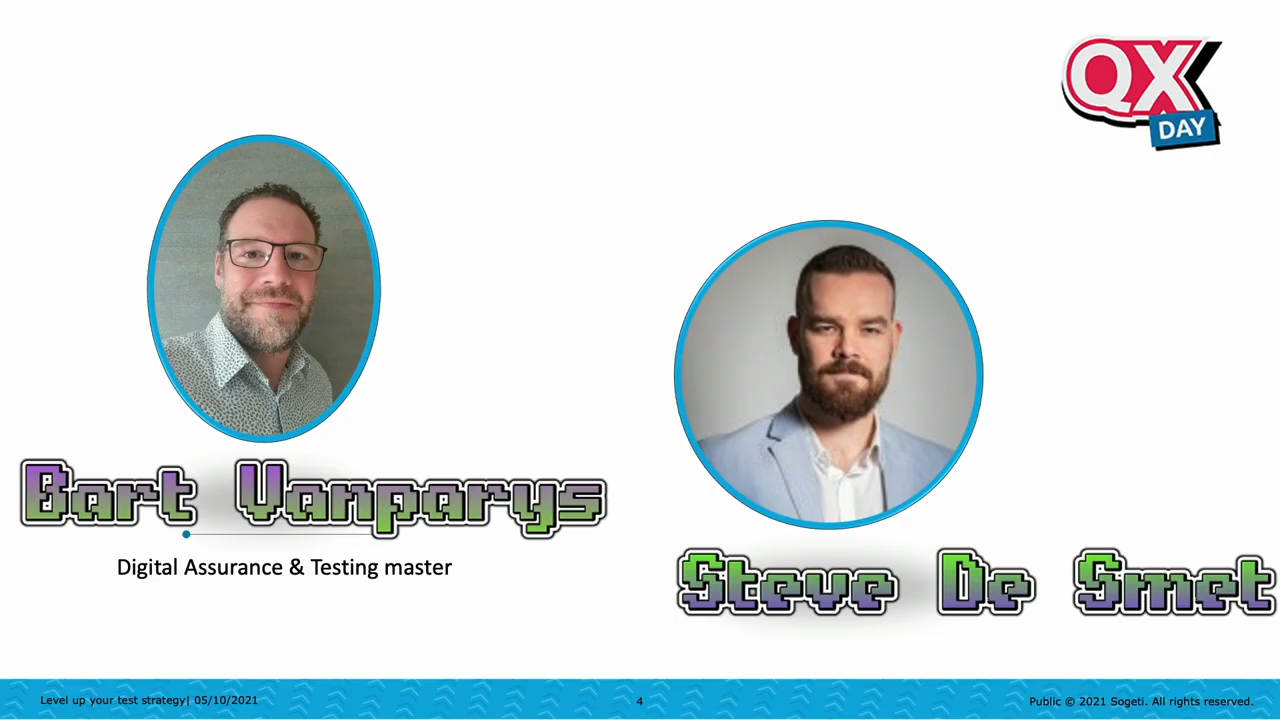 QX
DAY
Bart Vanparys
Digital Assurance & Testing master
Steve De Smet
Level up your test strategy| 05/10/2021
4
Public © 2021 Sogeti. All rights reserved.